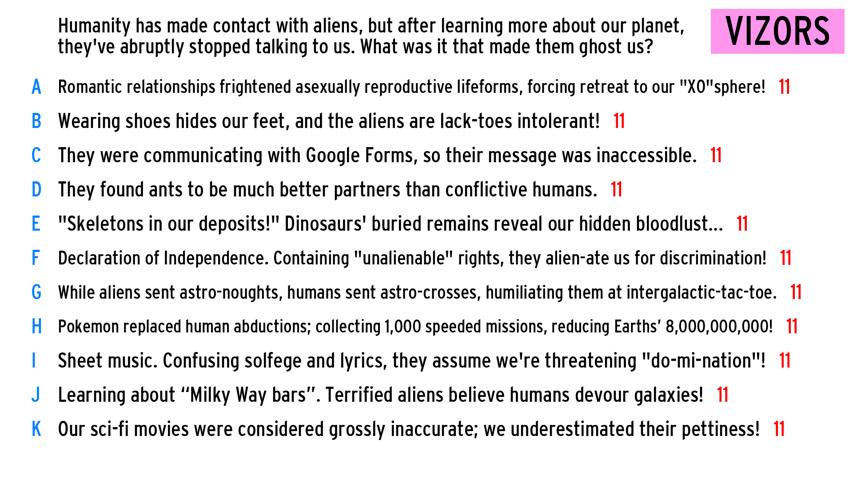 Humanity has made contact with aliens, but after learning more about our planet,
they've abruptly stopped talking to us. What was it that made them ghost us?
VIZORS
A Romantic relationships frightened asexually reproductive lifeforms, forcing retreat to our "XO"sphere! 11
B Wearing shoes hides our feet, and the aliens are lack-toes intolerant! 11
C They were communicating with Google Forms, so their message was inaccessible. 11
D They found ants to be much better partners than conflictive humans. 11
E "Skeletons in our deposits!" Dinosaurs' buried remains reveal our hidden bloodlust... 11
F Declaration of Independence. Containing "unalienable" rights, they alien-ate us for discrimination! 11
G While aliens sent astro-noughts, humans sent astro-crosses, humiliating them at intergalactic-tac-toe. 11
H Pokemon replaced human abductions; collecting 1,000 speeded missions, reducing Earths’ 8,000,000,000! 11
I Sheet music. Confusing solfege and lyrics, they assume we're threatening "do-mi-nation"! 11
J Learning about “Milky Way bars”. Terrified aliens believe humans devour galaxies! 11
K Our sci-fi movies were considered grossly inaccurate; we underestimated their pettiness! 11